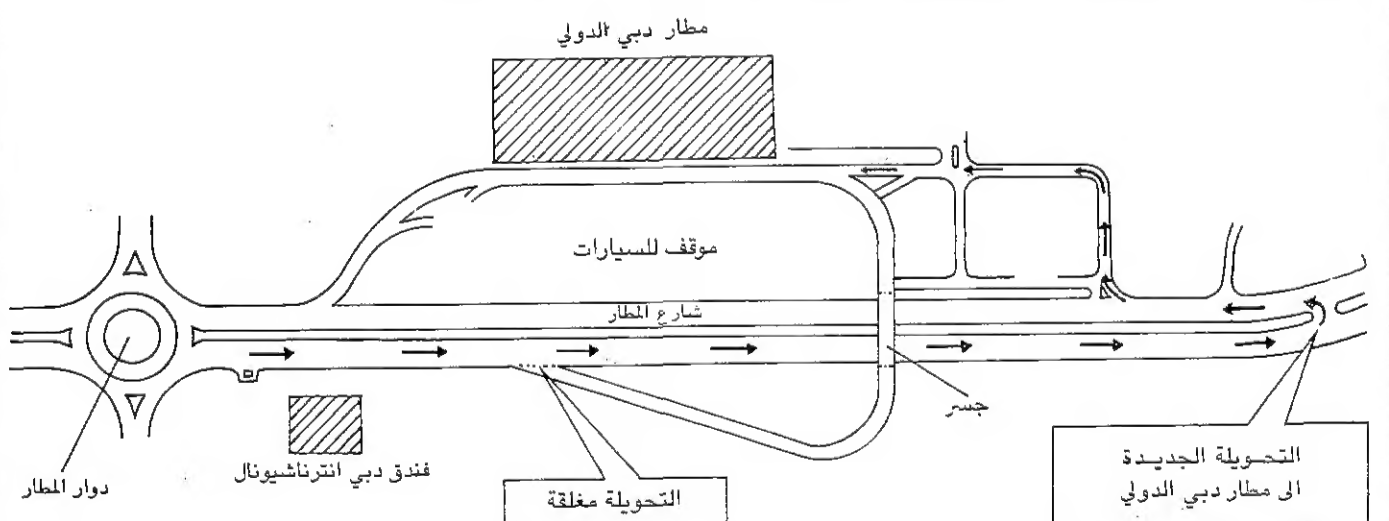 مطار دبي الدولي
موقف للسيارات
شارع المطار
جسر
دوار المطار
فندق دبي انترناشيونال
التحويلة مغلقة
التحويلة الجديدة
الى مطار دبي الدولي